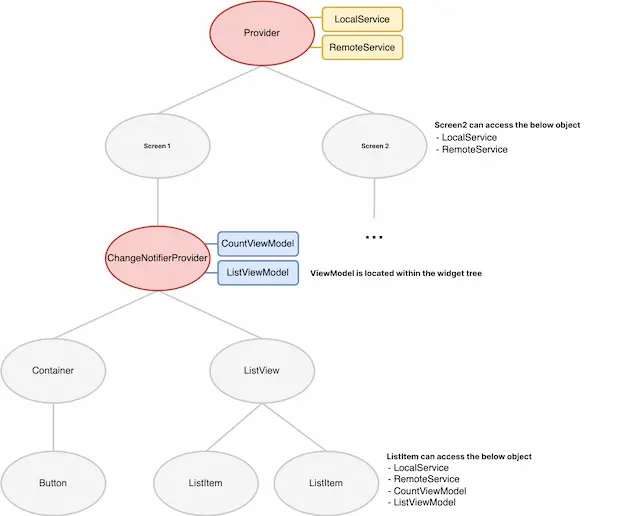 LocalService
Provider
RemoteService
Screen 1
Screen 2
Screen2 can access the below object
- LocalService
- RemoteService
...
CountViewModel
ChangeNotifierProvider
ListViewModel
ViewModel is located within the widget tree
Container
ListView
Button
ListItem
ListItem
ListItem can access the below object
- LocalService
- RemoteService
- CountViewModel
- ListViewModel